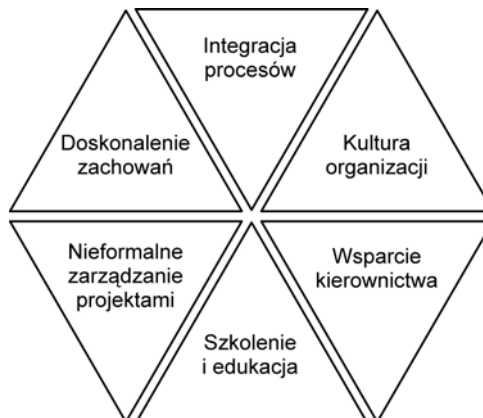 Integracja
procesów
Doskonalenie
zachowań
Kultura
organizacji
Nieformalne
zarządzanie
projektami
Wsparcie
kierownictwa
Szkolenie
i edukacja